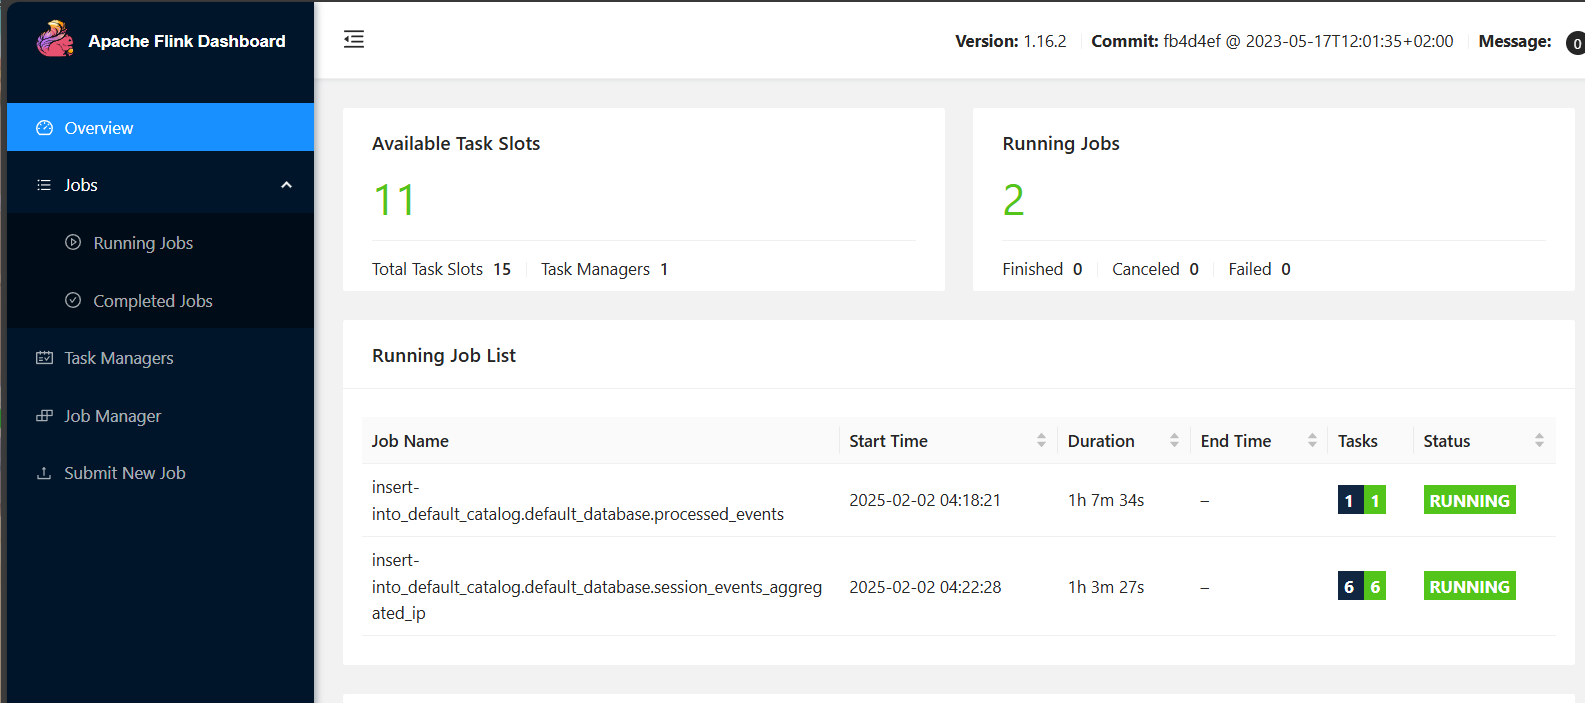 Apache Flink Dashboard
Version: 1.16.2 Commit: fb4d4ef @ 2023-05-17T12:01:35+02:00 Message: 0
Overview
Jobs
Running Jobs
Completed Jobs
Task Managers
Job Manager
Submit New Job
Available Task Slots
11
Total Task Slots 15 Task Managers 1
Running Jobs
2
Finished 0 Canceled 0 Failed 0
Running Job List
Job Name Start Time Duration End Time Tasks Status
insert-
into_default_catalog.default_database.processed_events 2025-02-02 04:18:21 1h 7m 34s – 1 1 RUNNING
insert-
into_default_catalog.default_database.session_events_aggreg 2025-02-02 04:22:28 1h 3m 27s – 6 6 RUNNING
ated_ip